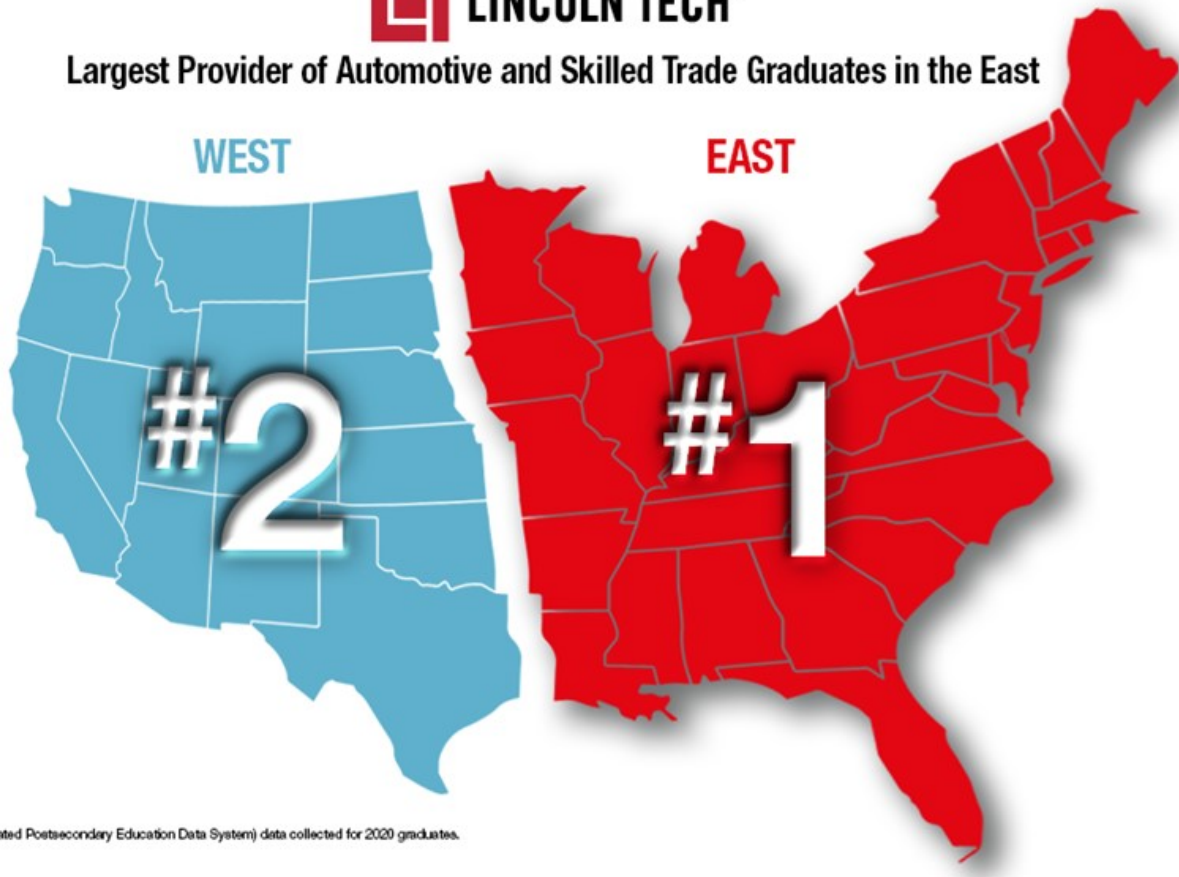 LINCOLN TECH
Largest Provider of Automotive and Skilled Trade Graduates in the East
WEST
EAST
#2
#1
Postsecondary Education Data System) data collected for 2020 graduates.